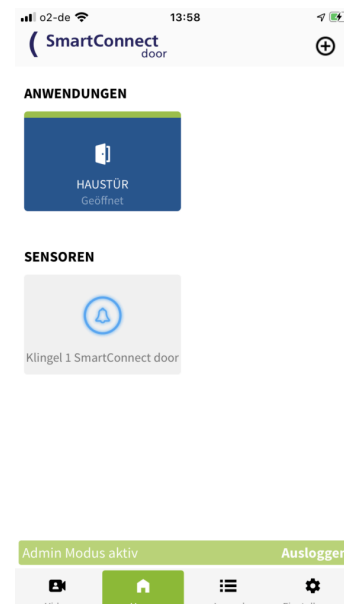 o2-de 13:58
SmartConnect
door
ANWENDUNGEN
HAUSTÜR
Geöffnet
SENSOREN
Klingel 1 SmartConnect door
Admin Modus aktiv Ausloggen